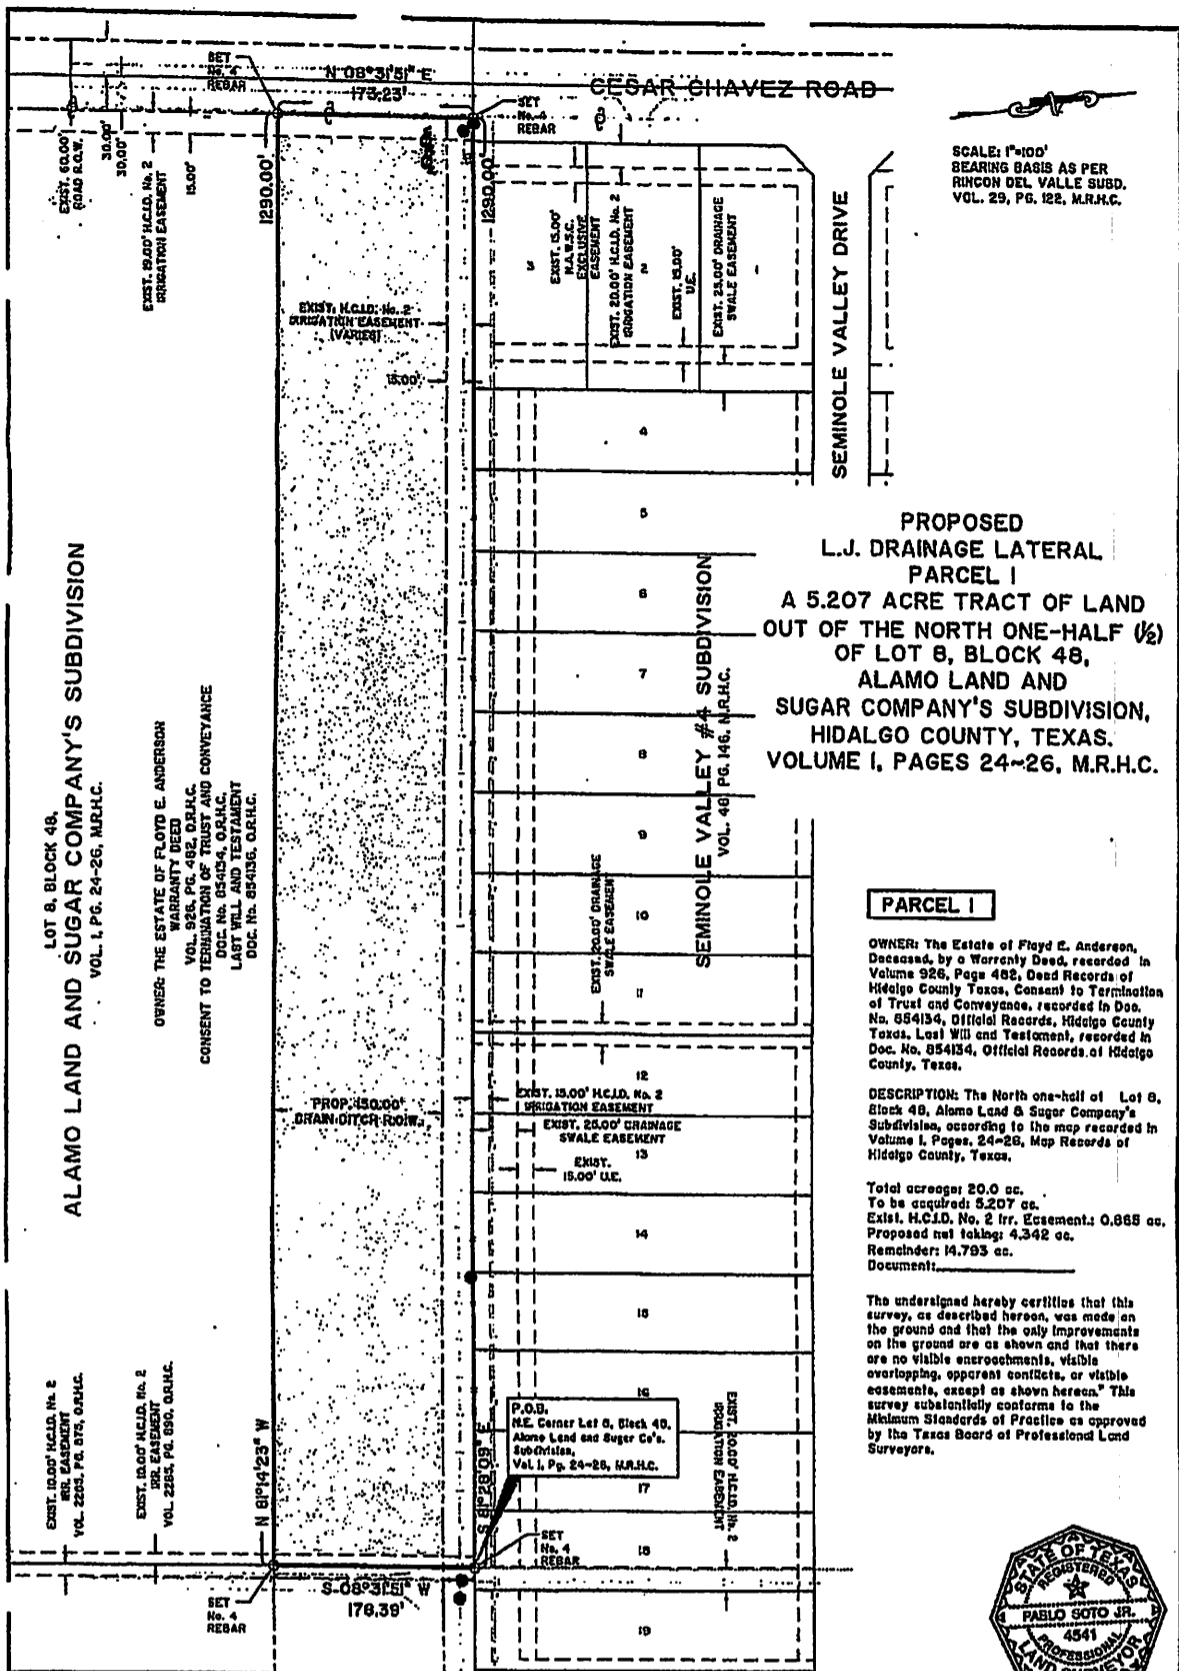 SET
No. 4
REBAR
N 08°31'51" E
173.23'
SET
No. 4
REBAR
CESAR CHAVEZ ROAD
EXIST. 60.00'
ROAD R.O.W.
30.00'
30.00'
EXIST. 19.00' H.C.I.D. No. 2
IRRIGATION EASEMENT
15.00'
1290.00'
1290.00'
SCALE: 1"=100'
BEARING BASIS AS PER
RINCON DEL VALLE SUBD.
VOL. 29, PG. 122, M.R.H.C.
3
EXIST. 15.00'
N.A.W.S.C.
EXCLUSIVE
EASEMENT
EXIST. 20.00' H.C.I.D. No. 2
IRRIGATION EASEMENT
2
EXIST. 15.00'
U.E.
EXIST. 25.00' DRAINAGE
SWALE EASEMENT
1
SEMINOLE VALLEY DRIVE
EXIST. H.C.I.D. No. 2
IRRIGATION EASEMENT
(VARIES)
15.00'
4
5
6
7
8
9
10
11
SEMINOLE VALLEY #4 SUBDIVISION
VOL. 46, PG. 146, M.R.H.C.
PROPOSED
L.J. DRAINAGE LATERAL
PARCEL 1
A 5.207 ACRE TRACT OF LAND
OUT OF THE NORTH ONE-HALF (½)
OF LOT 8, BLOCK 48,
ALAMO LAND AND
SUGAR COMPANY'S SUBDIVISION,
HIDALGO COUNTY, TEXAS.
VOLUME 1, PAGES 24~26, M.R.H.C.
LOT 8, BLOCK 48,
ALAMO LAND AND SUGAR COMPANY'S SUBDIVISION
VOL. 1, PG. 24-26, M.R.H.C.
OWNER: THE ESTATE OF FLOYD E. ANDERSON
WARRANTY DEED
VOL. 926, PG. 482, D.R.H.C.
CONSENT TO TERMINATION OF TRUST AND CONVEYANCE
DOC. No. 854134, O.R.H.C.
LAST WILL AND TESTAMENT
DOC. No. 854136, O.R.H.C.
EXIST. 20.00' DRAINAGE
SWALE EASEMENT
PROP. 150.00'
DRAIN DITCH R.O.W.
12
EXIST. 15.00' H.C.I.D. No. 2
IRRIGATION EASEMENT
EXIST. 25.00' DRAINAGE
SWALE EASEMENT
13
EXIST.
15.00' U.E.
14
15
16
17
18
19
PARCEL 1
OWNER: The Estate of Floyd E. Anderson,
Deceased, by a Warranty Deed, recorded in
Volume 926, Page 482, Deed Records of
Hidalgo County Texas, Consent to Termination
of Trust and Conveyance, recorded in Doc.
No. 854134, Official Records, Hidalgo County
Texas. Last Will and Testament, recorded in
Doc. No. 854134, Official Records of Hidalgo
County, Texas.
DESCRIPTION: The North one-half of Lot 8,
Block 48, Alamo Land & Sugar Company's
Subdivision, according to the map recorded in
Volume 1, Pages, 24~26, Map Records of
Hidalgo County, Texas.
Total acreage: 20.0 ac.
To be acquired: 5.207 ac.
Exist. H.C.I.D. No. 2 Irr. Easement.: 0.865 ac.
Proposed net taking: 4.342 ac.
Remainder: 14.793 ac.
Document:
The undersigned hereby certifies that this
survey, as described hereon, was made on
the ground and that the only improvements
on the ground are as shown and that there
are no visible encroachments, visible
overlapping, apparent conflicts, or visible
easements, except as shown hereon." This
survey substantially conforms to the
Minimum Standards of Practice as approved
by the Texas Board of Professional Land
Surveyors.
EXIST. 10.00' H.C.I.D. No. 2
IRR. EASEMENT
VOL. 2285, PG. 875, O.R.H.C.
EXIST. 10.00' H.C.I.D. No. 2
IRR. EASEMENT
VOL. 2285, PG. 890, O.R.H.C.
N 81°14'23" W
S 81°28'09" E
P.O.B.
N.E. Corner Lot 8, Block 48,
Alamo Land and Sugar Co's.
Subdivision,
Vol. 1, Pg. 24-26, M.R.H.C.
EXIST. 20.00' H.C.I.D. No. 2
IRRIGATION EASEMENT
SET
No. 4
REBAR
SET
No. 4
REBAR
S 08°31'51" W
178.39'
STATE OF TEXAS
REGISTERED
PABLO SOTO JR.
4541
PROFESSIONAL
LAND SURVEYOR